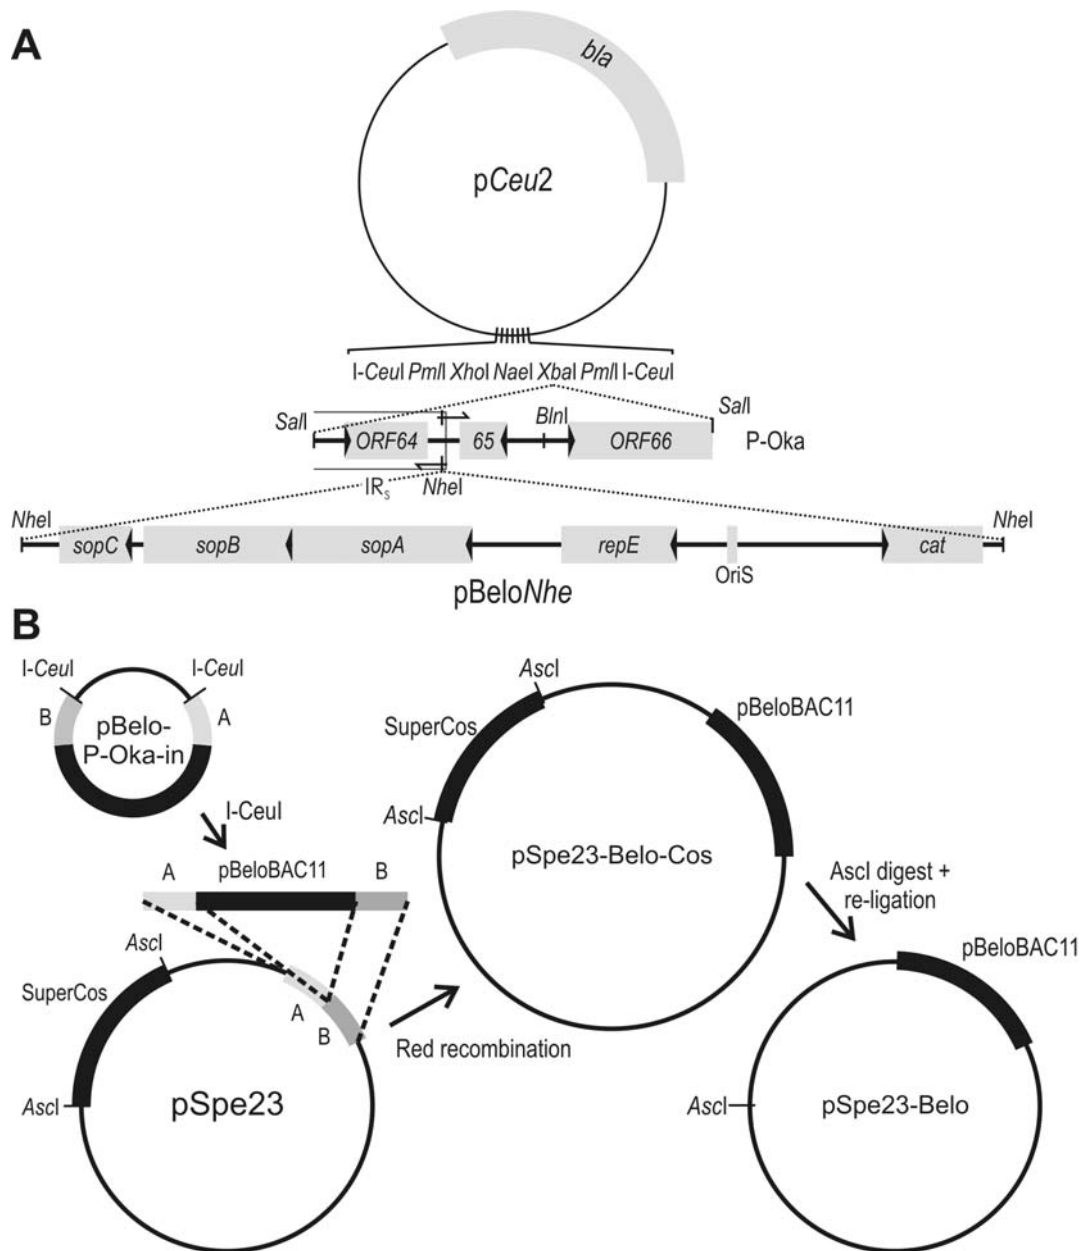 A
bla
pCeu2
I-CeuI PmlI XhoI NaeI XbaI PmlI I-CeuI
SalI
BlnI
SalI
ORF64
65
ORF66
P-Oka
IRS
NheI
NheI
NheI
sopC
sopB
sopA
repE
cat
OriS
pBeloNhe
B
I-CeuI
I-CeuI
B
A
pBelo-
P-Oka-in
I-CeuI
pBeloBAC11
A
B
AscI
SuperCos
A
B
AscI
pSpe23
Red recombination
AscI
SuperCos
pBeloBAC11
AscI
pSpe23-Belo-Cos
AscI digest +
re-ligation
pBeloBAC11
AscI
pSpe23-Belo